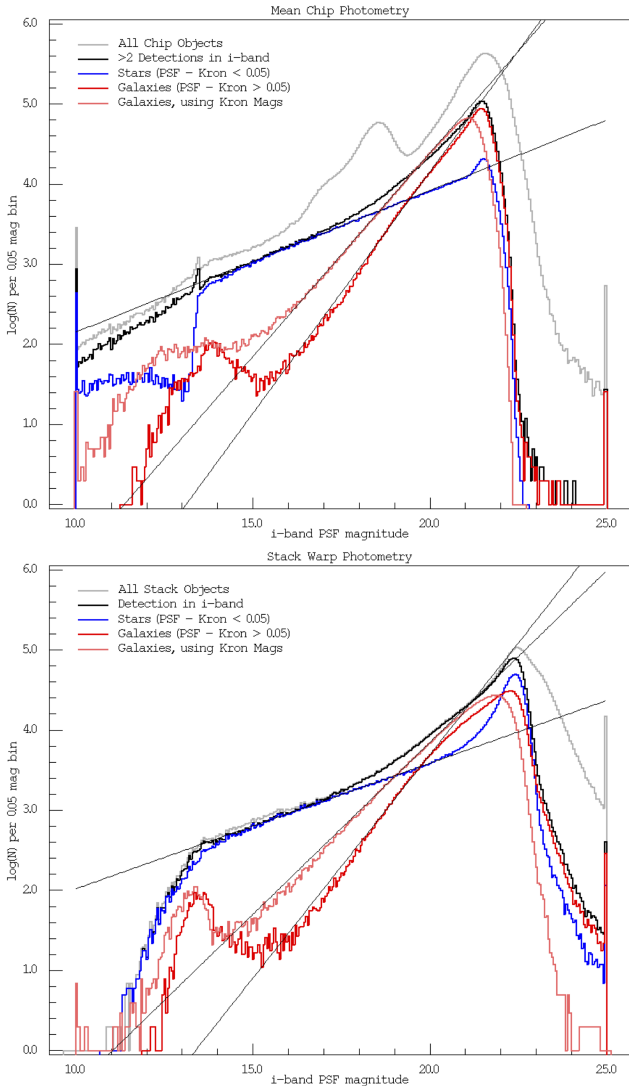 Mean Chip Photometry
6.0
All Chip Objects
>2 Detections in i-band
Stars (PSF - Kron < 0.05)
Galaxies (PSF - Kron > 0.05)
Galaxies, using Kron Mags
5.0
4.0
3.0
2.0
1.0
0.0
log(N) per 0.05 mag bin
10.0 15.0 20.0 25.0
i-band PSF magnitude
Stack Warp Photometry
6.0
All Stack Objects
Detection in i-band
Stars (PSF - Kron < 0.05)
Galaxies (PSF - Kron > 0.05)
Galaxies, using Kron Mags
5.0
4.0
3.0
2.0
1.0
0.0
log(N) per 0.05 mag bin
10.0 15.0 20.0 25.0
i-band PSF magnitude